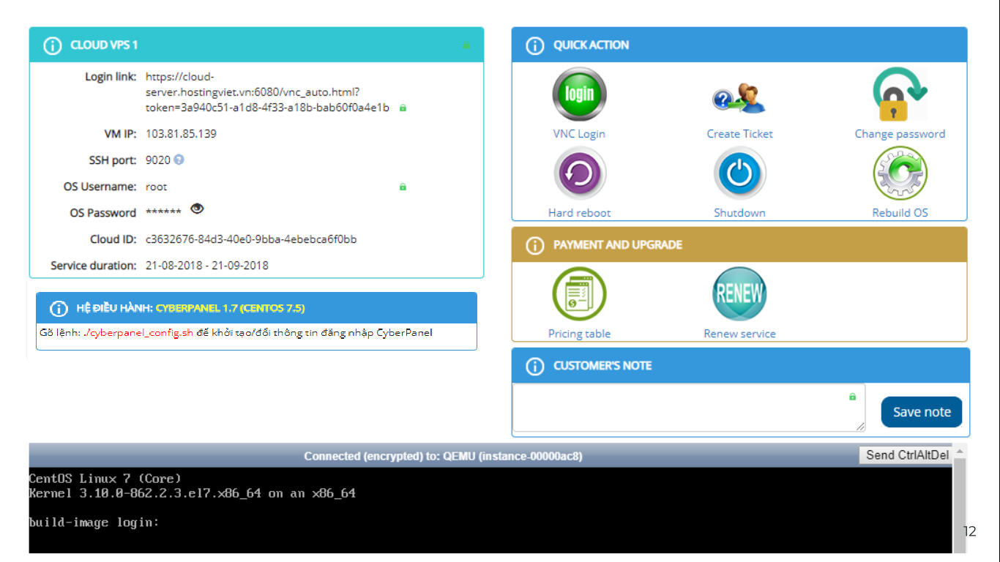 CLOUD VPS 1
Login link: https://cloud-
server.hostingviet.vn:6080/vnc_auto.html?
token=3a940c51-a1d8-4f33-a18b-bab60f0a4e1b
VM IP: 103.81.85.139
SSH port: 9020
OS Username: root
OS Password ******
Cloud ID: c3632676-84d3-40e0-9bba-4ebebca6f0bb
Service duration: 21-08-2018 - 21-09-2018
HỆ ĐIỀU HÀNH: CYBERPANEL 1.7 (CENTOS 7.5)
Gõ lệnh: ./cyberpanel_config.sh để khởi tạo/đổi thông tin đăng nhập CyberPanel
QUICK ACTION
login
VNC Login Create Ticket Change password
Hard reboot Shutdown Rebuild OS
PAYMENT AND UPGRADE
RENEW
Pricing table Renew service
CUSTOMER'S NOTE
Save note
Connected (encrypted) to: QEMU (instance-00000ac8) Send CtrlAltDel
CentOS Linux 7 (Core)
Kernel 3.10.0-862.2.3.el7.x86_64 on an x86_64
build-image login:
12